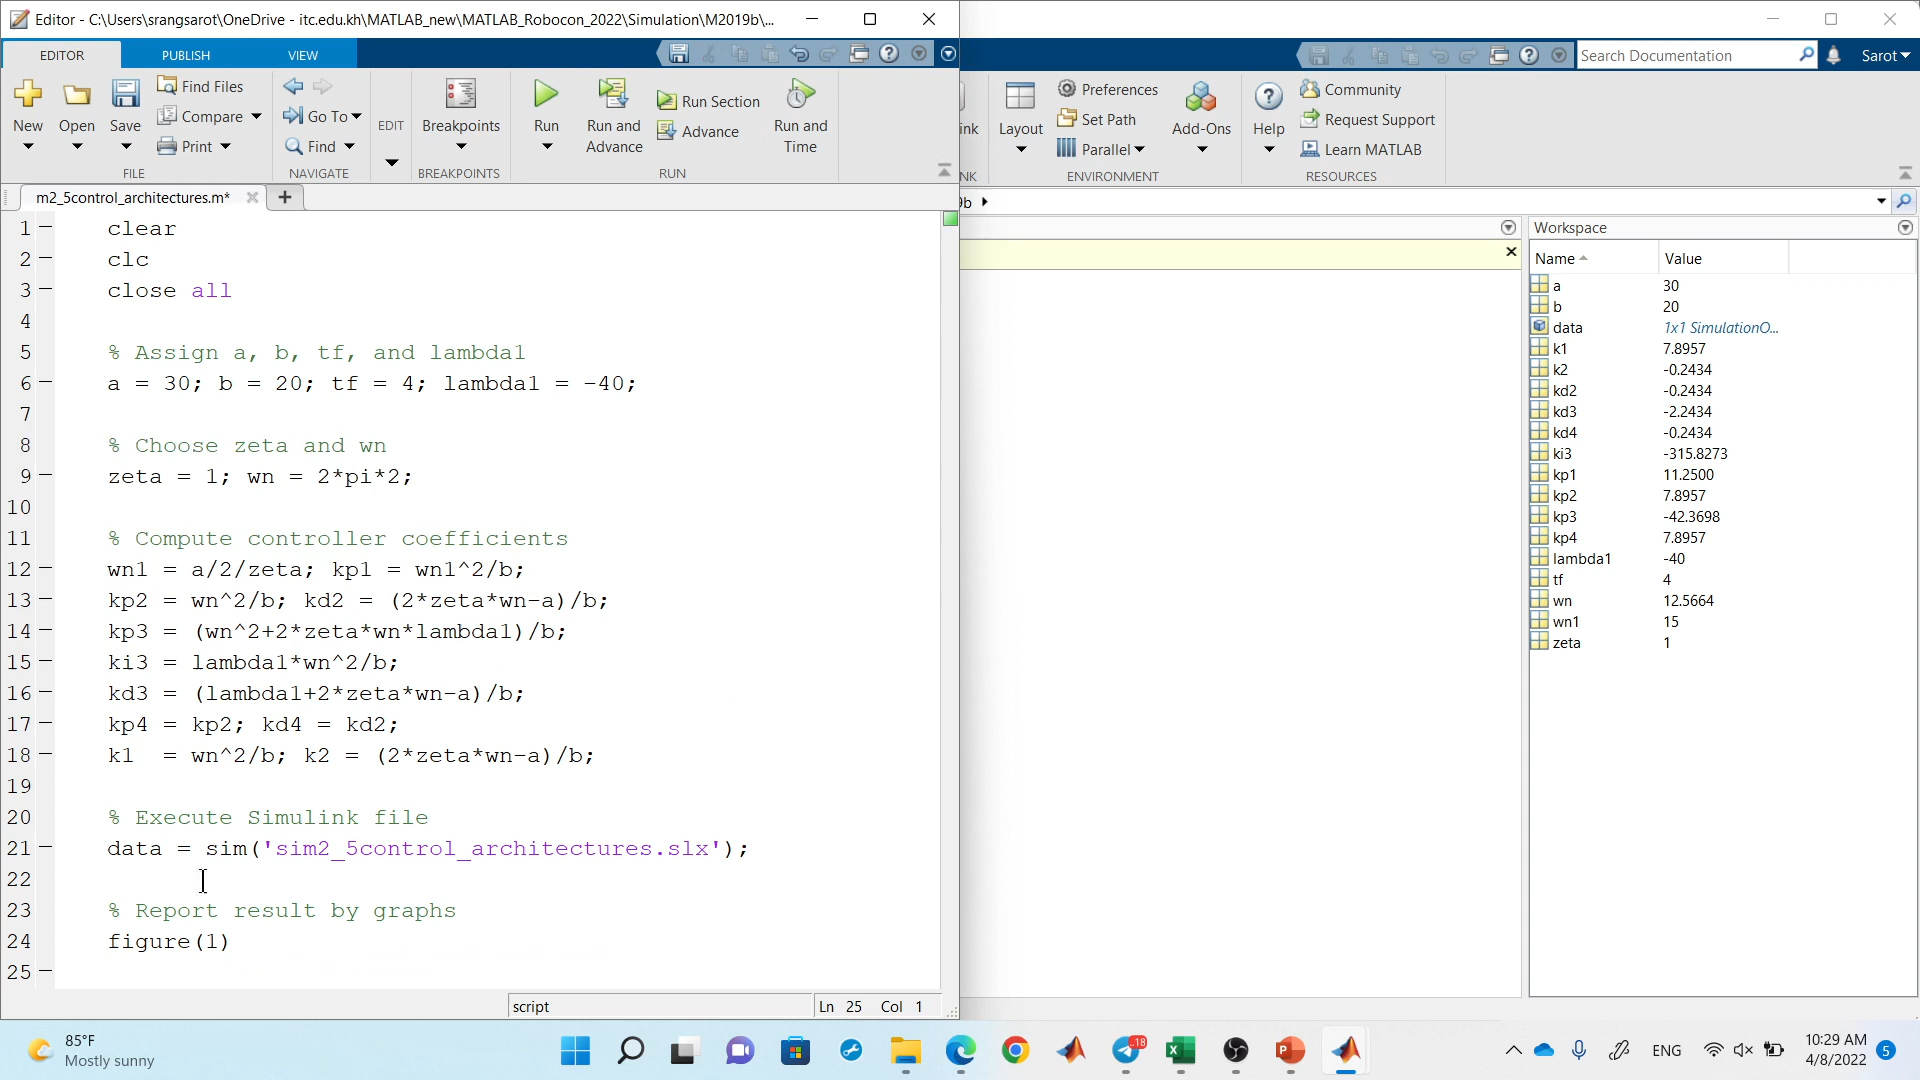 Editor - C:\Users\srangsarot\OneDrive - itc.edu.kh\MATLAB_new\MATLAB_Robocon_2022\Simulation\M2019b\...
EDITOR
PUBLISH
VIEW
Search Documentation
Sarot
New
Open
Save
Find Files
Compare
Print
FILE
Go To
Find
NAVIGATE
EDIT
Breakpoints
BREAKPOINTS
Run
Run and Advance
Run Section
Advance
Run and Time
RUN
ink
NK
Layout
Preferences
Set Path
Parallel
Add-Ons
ENVIRONMENT
Help
Community
Request Support
Learn MATLAB
RESOURCES
m2_5control_architectures.m*
9b
1 clear
2 clc
3 close all
4
5 % Assign a, b, tf, and lambda1
6 a = 30; b = 20; tf = 4; lambda1 = -40;
7
8 % Choose zeta and wn
9 zeta = 1; wn = 2*pi*2;
10
11 % Compute controller coefficients
12 wn1 = a/2/zeta; kp1 = wn1^2/b;
13 kp2 = wn^2/b; kd2 = (2*zeta*wn-a)/b;
14 kp3 = (wn^2+2*zeta*wn*lambda1)/b;
15 ki3 = lambda1*wn^2/b;
16 kd3 = (lambda1+2*zeta*wn-a)/b;
17 kp4 = kp2; kd4 = kd2;
18 k1  = wn^2/b; k2 = (2*zeta*wn-a)/b;
19
20 % Execute Simulink file
21 data = sim('sim2_5control_architectures.slx');
22
23 % Report result by graphs
24 figure(1)
25
script
Ln 25 Col 1
Workspace
Name Value
a 30
b 20
data 1x1 SimulationO...
k1 7.8957
k2 -0.2434
kd2 -0.2434
kd3 -2.2434
kd4 -0.2434
ki3 -315.8273
kp1 11.2500
kp2 7.8957
kp3 -42.3698
kp4 7.8957
lambda1 -40
tf 4
wn 12.5664
wn1 15
zeta 1
85°F
Mostly sunny
18
ENG
10:29 AM
4/8/2022
5